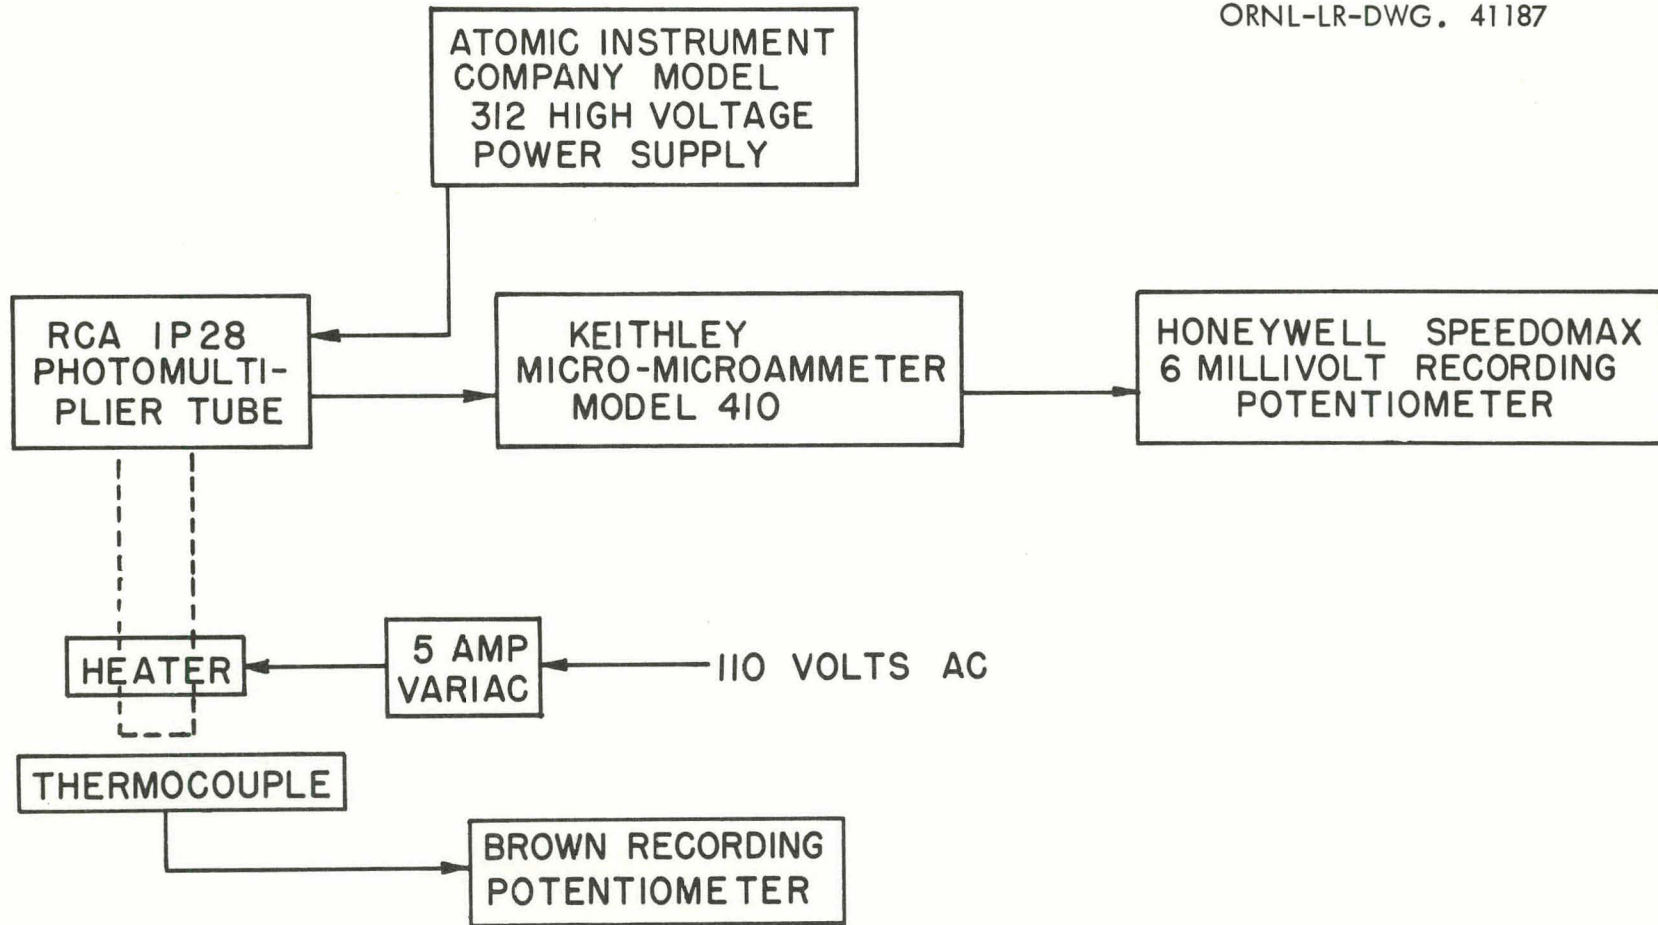 ORNL-LR-DWG. 41187
ATOMIC INSTRUMENT
COMPANY MODEL
312 HIGH VOLTAGE
POWER SUPPLY
RCA 1P28
PHOTOMULTI-
PLIER TUBE
KEITHLEY
MICRO-MICROAMMETER
MODEL 410
HONEYWELL SPEEDOMAX
6 MILLIVOLT RECORDING
POTENTIOMETER
HEATER
5 AMP
VARIAC
110 VOLTS AC
THERMOCOUPLE
BROWN RECORDING
POTENTIOMETER